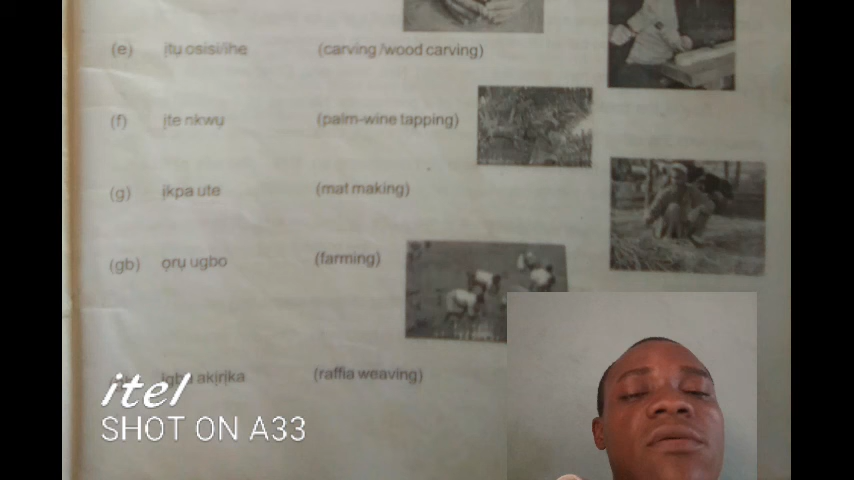 (e) ịtụ osisi/ihe (carving /wood carving)
(f) ịte nkwụ (palm-wine tapping)
(g) ịkpa ute (mat making)
(gb) ọrụ ugbo (farming)
akịrịka (raffia weaving)
itel
SHOT ON A33